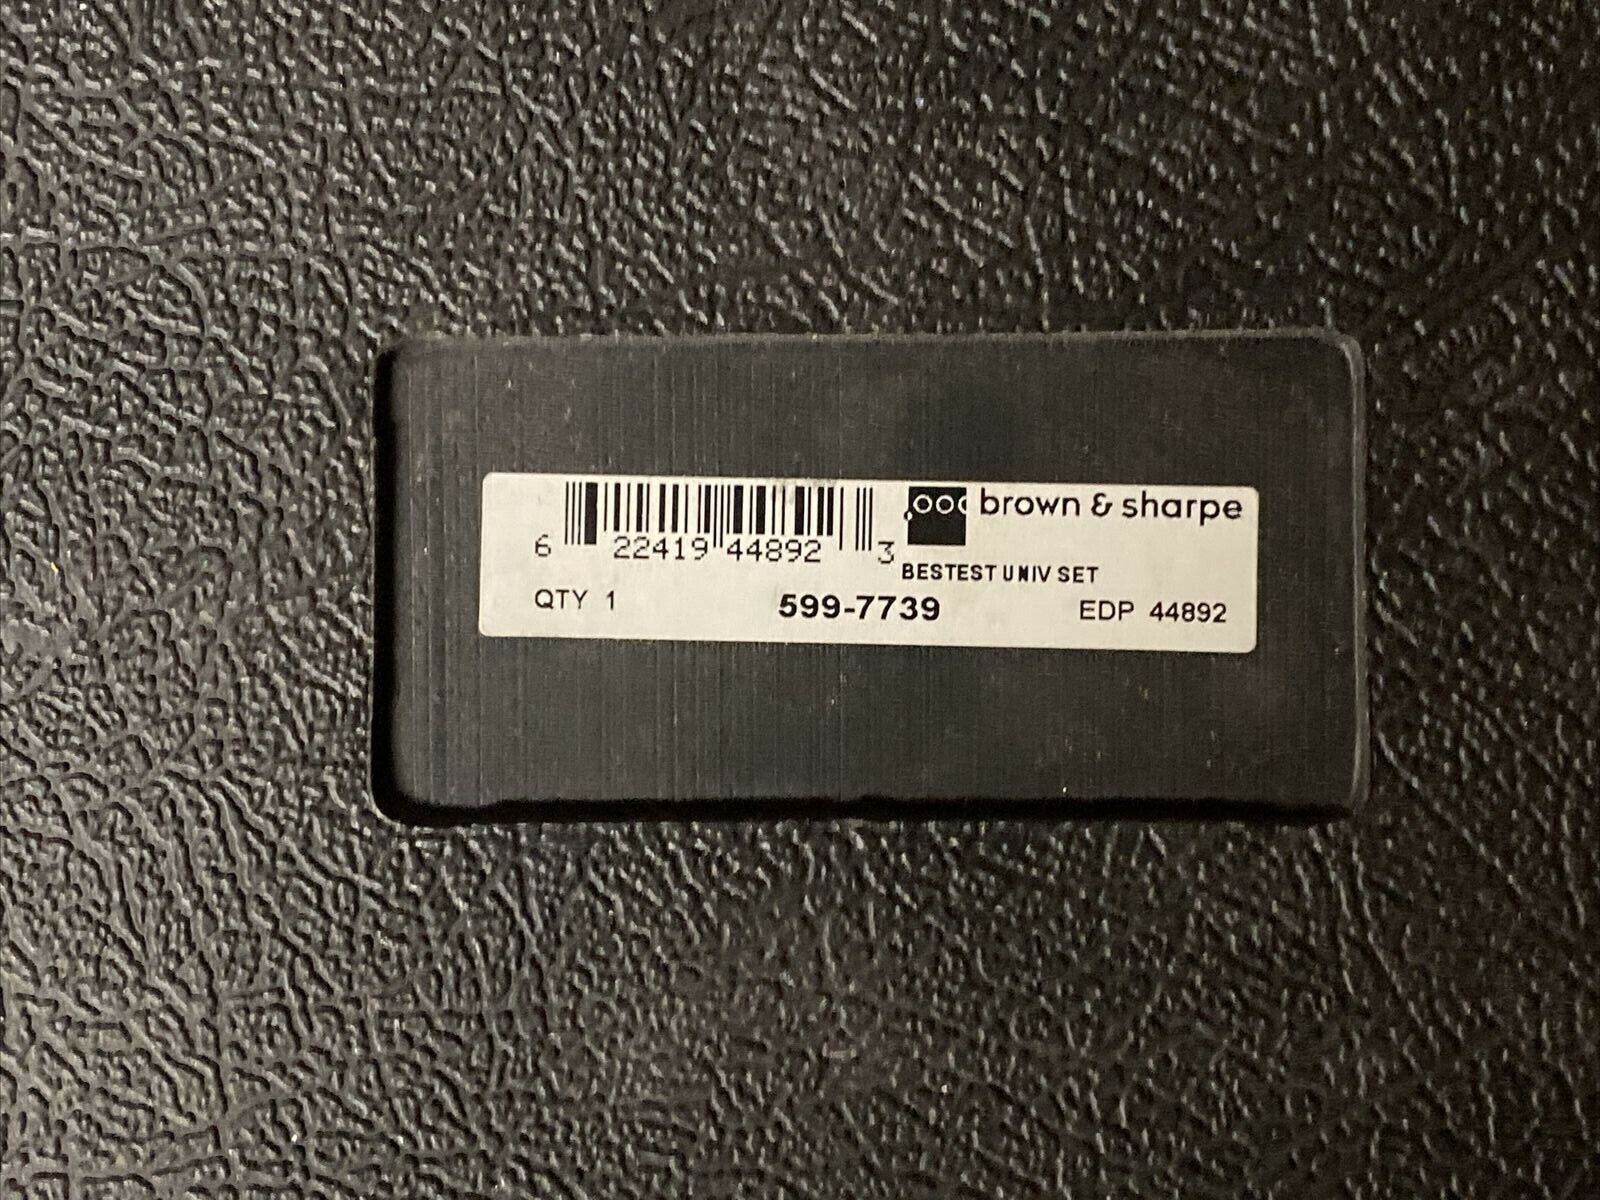 brown & sharpe
6 22419 44892 3
BESTEST UNIV SET
QTY 1 599-7739 EDP 44892